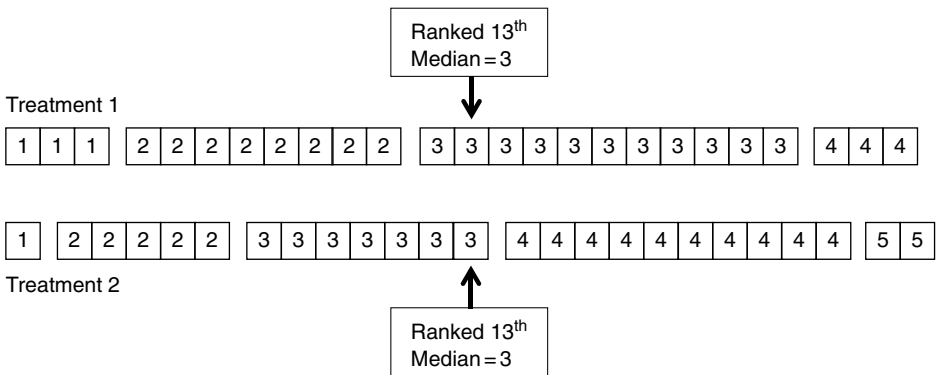 Ranked 13th
Median = 3
Treatment 1
1 1 1 2 2 2 2 2 2 2 2 3 3 3 3 3 3 3 3 3 3 3 4 4 4
1 2 2 2 2 2 3 3 3 3 3 3 3 4 4 4 4 4 4 4 4 4 4 5 5
Treatment 2
Ranked 13th
Median = 3